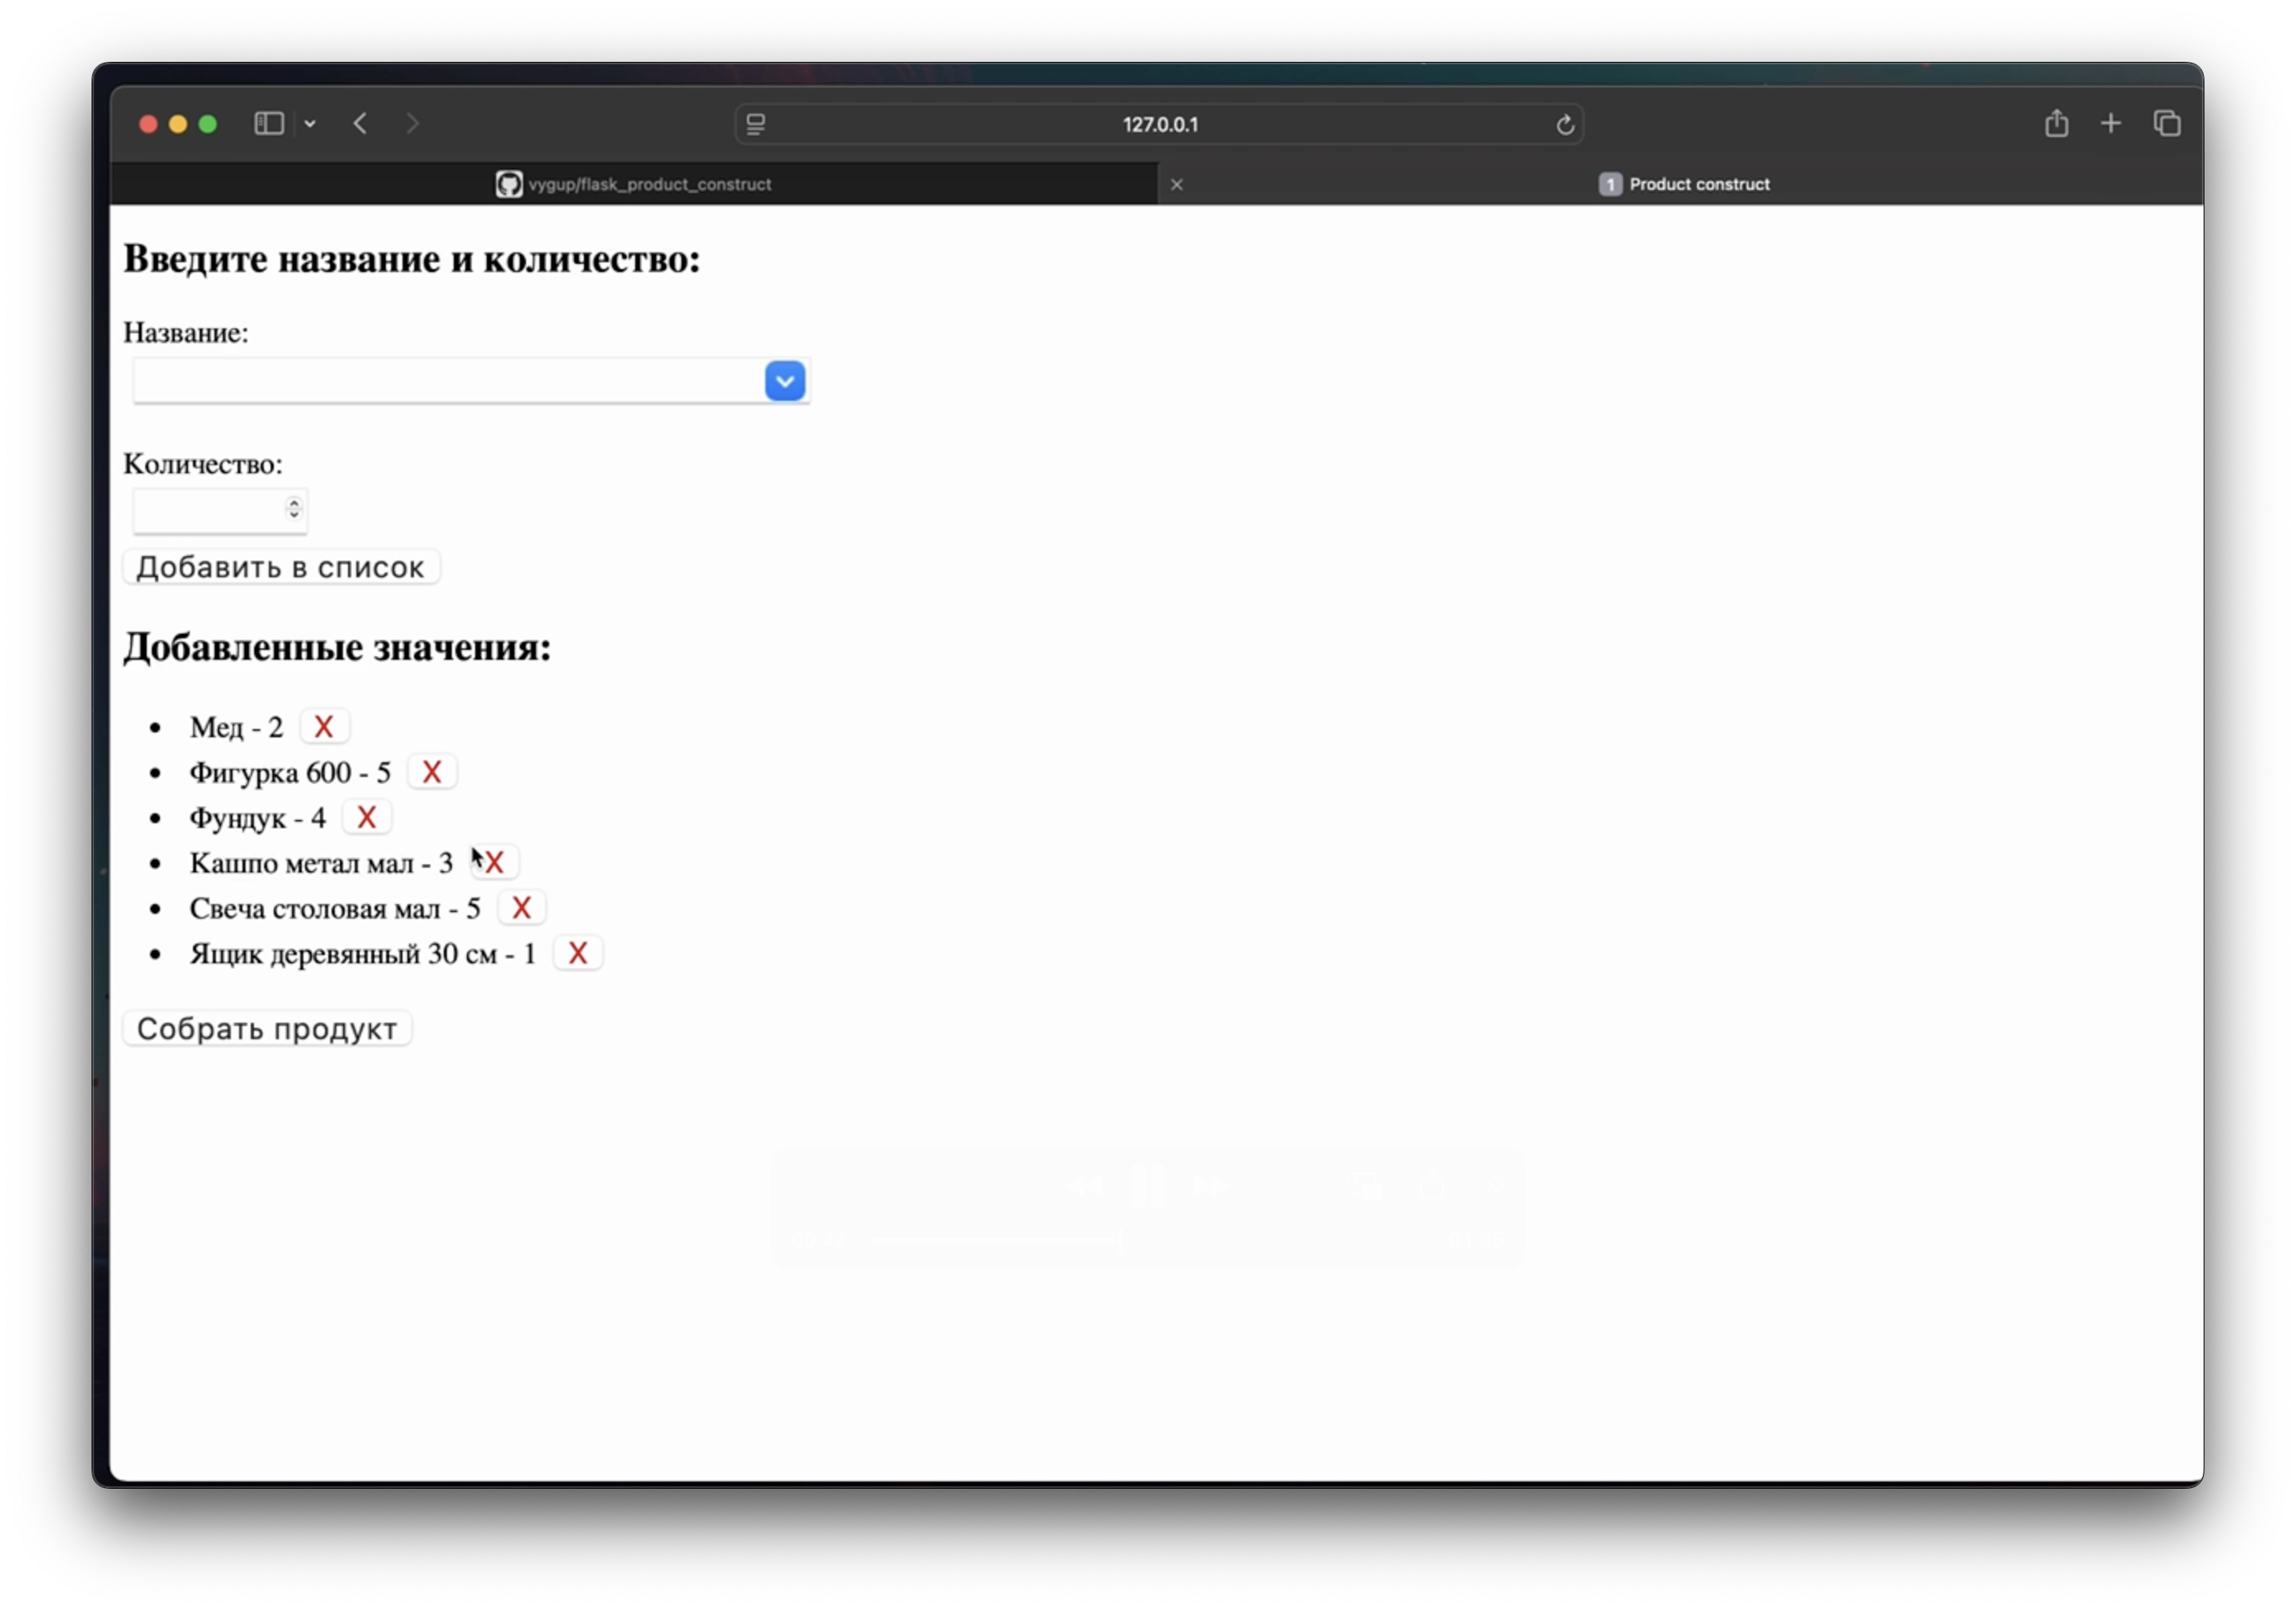 127.0.0.1
vygup/flask_product_construct
1 Product construct
Введите название и количество:
Название:
Количество:
Добавить в список
Добавленные значения:
Мед - 2 X
Фигурка 600 - 5 X
Фундук - 4 X
Кашпо метал мал - 3 X
Свеча столовая мал - 5 X
Ящик деревянный 30 см - 1 X
Собрать продукт